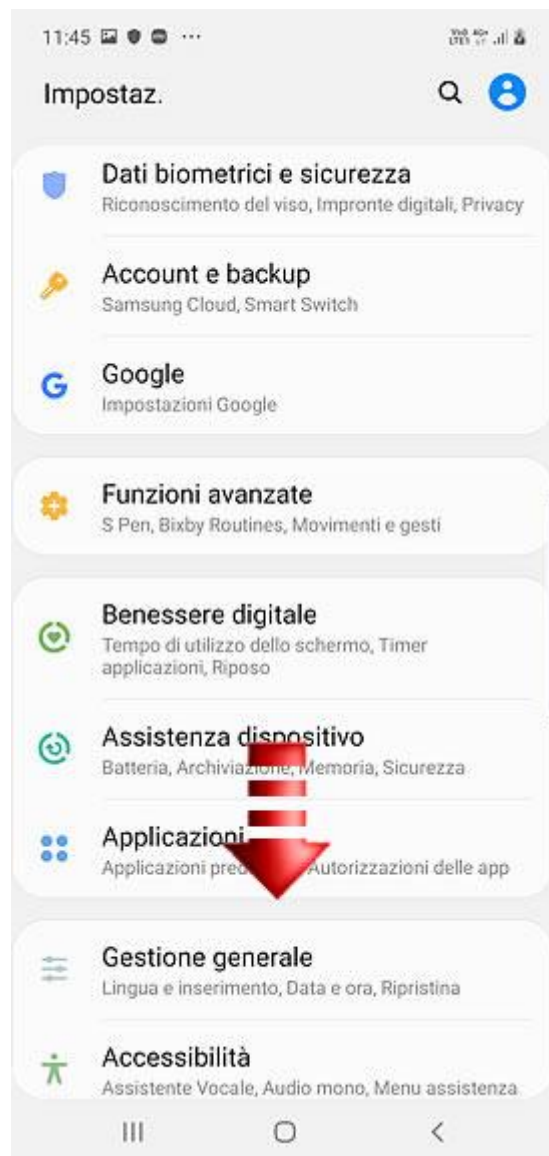 11:45
Impostaz.
Dati biometrici e sicurezza
Riconoscimento del viso, Impronte digitali, Privacy
Account e backup
Samsung Cloud, Smart Switch
Google
Impostazioni Google
Funzioni avanzate
S Pen, Bixby Routines, Movimenti e gesti
Benessere digitale
Tempo di utilizzo dello schermo, Timer
applicazioni, Riposo
Assistenza dispositivo
Batteria, Archiviazione, Memoria, Sicurezza
Applicazioni
Applicazioni Autorizzazioni delle app
Gestione generale
Lingua e inserimento, Data e ora, Ripristina
Accessibilità
Assistente Vocale, Audio mono, Menu assistenza